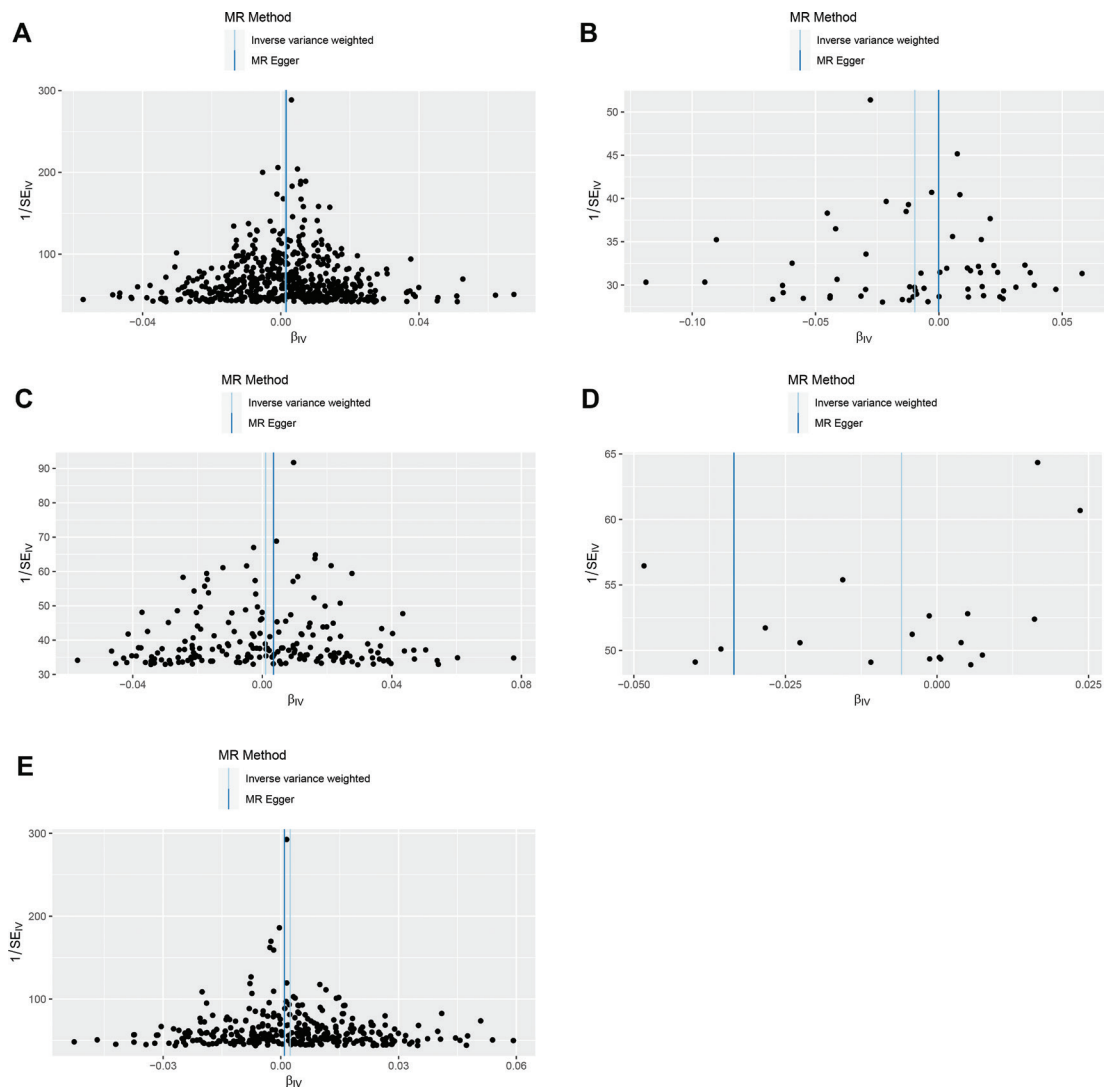 A
MR Method
Inverse variance weighted
MR Egger
300
200
100
1/SE_IV
−0.04
0.00
0.04
β_IV
B
MR Method
Inverse variance weighted
MR Egger
50
45
40
35
30
1/SE_IV
−0.10
−0.05
0.00
0.05
β_IV
C
MR Method
Inverse variance weighted
MR Egger
90
80
70
60
50
40
30
1/SE_IV
−0.04
0.00
0.04
0.08
β_IV
D
MR Method
Inverse variance weighted
MR Egger
65
60
55
50
1/SE_IV
−0.050
−0.025
0.000
0.025
β_IV
E
MR Method
Inverse variance weighted
MR Egger
300
200
100
1/SE_IV
−0.03
0.00
0.03
0.06
β_IV